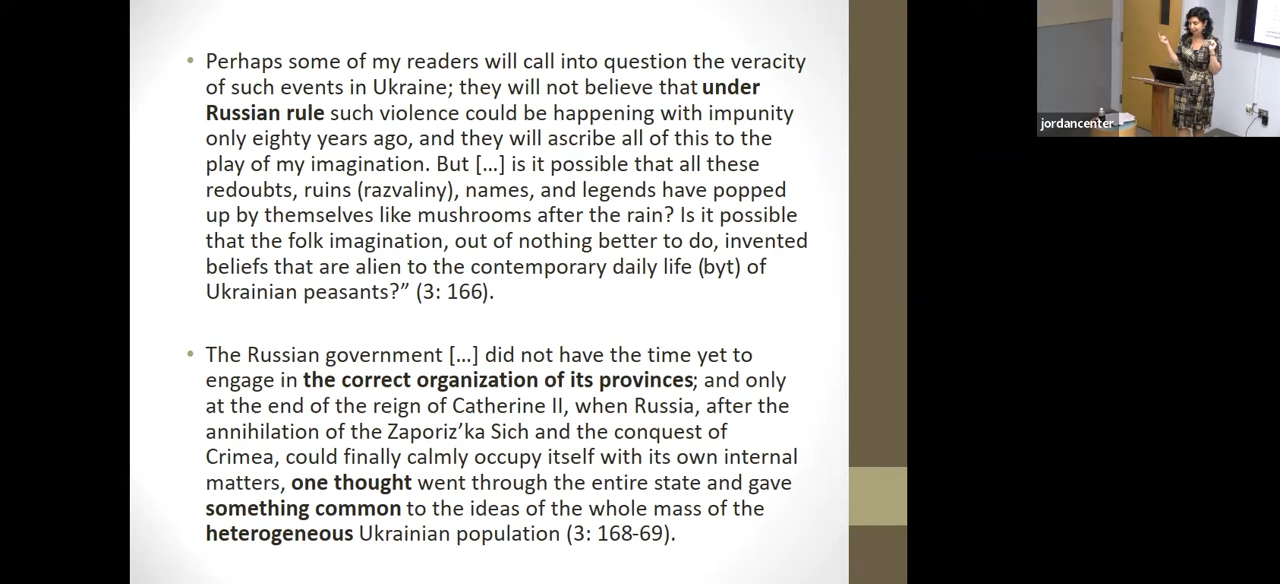 • Perhaps some of my readers will call into question the veracity
of such events in Ukraine; they will not believe that under
Russian rule such violence could be happening with impunity
only eighty years ago, and they will ascribe all of this to the
play of my imagination. But […] is it possible that all these
redoubts, ruins (razvaliny), names, and legends have popped
up by themselves like mushrooms after the rain? Is it possible
that the folk imagination, out of nothing better to do, invented
beliefs that are alien to the contemporary daily life (byt) of
Ukrainian peasants?” (3: 166).
• The Russian government […] did not have the time yet to
engage in the correct organization of its provinces; and only
at the end of the reign of Catherine II, when Russia, after the
annihilation of the Zaporiz’ka Sich and the conquest of
Crimea, could finally calmly occupy itself with its own internal
matters, one thought went through the entire state and gave
something common to the ideas of the whole mass of the
heterogeneous Ukrainian population (3: 168-69).
jordancenter